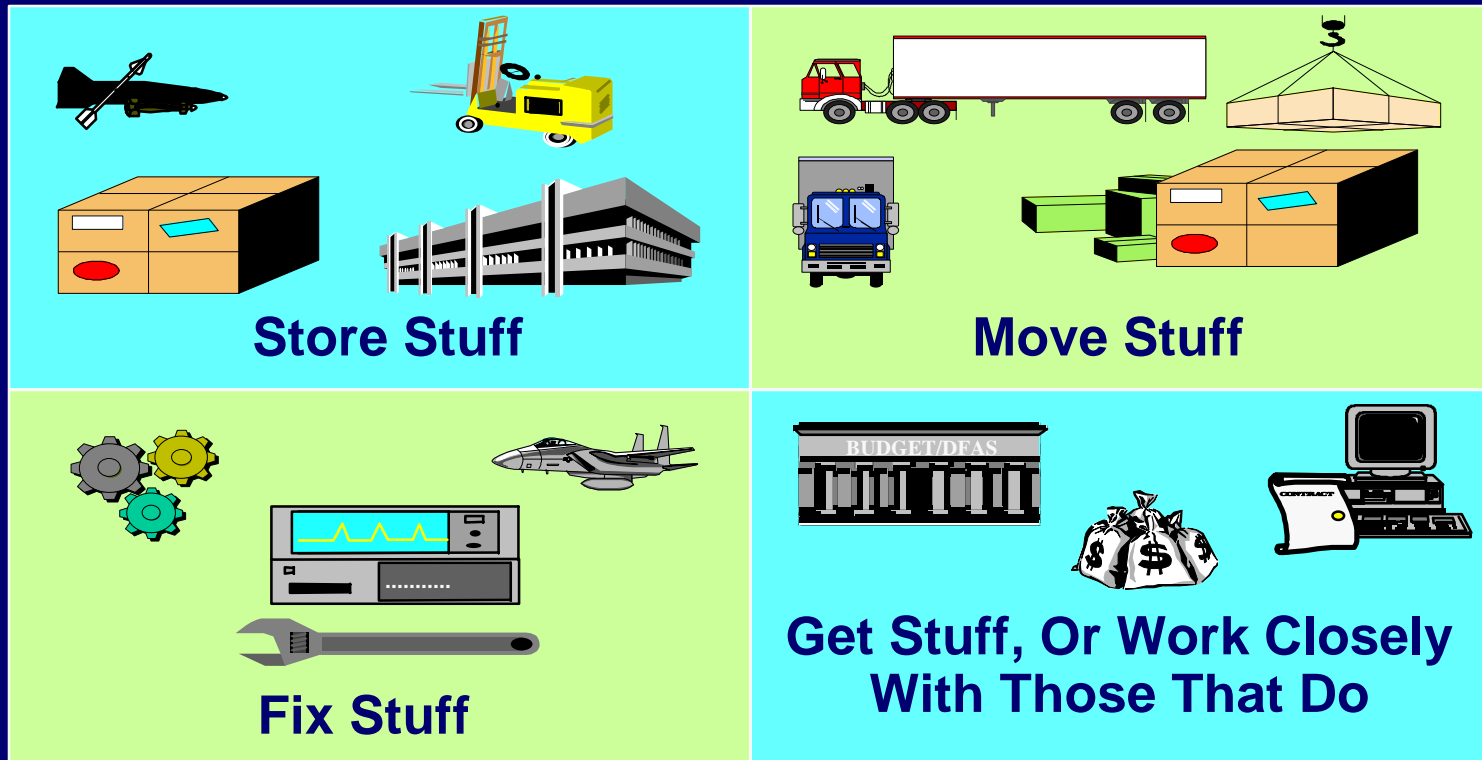 Store Stuff
Move Stuff
BUDGET/DFAS
CONTRACT
Fix Stuff
Get Stuff, Or Work Closely
With Those That Do